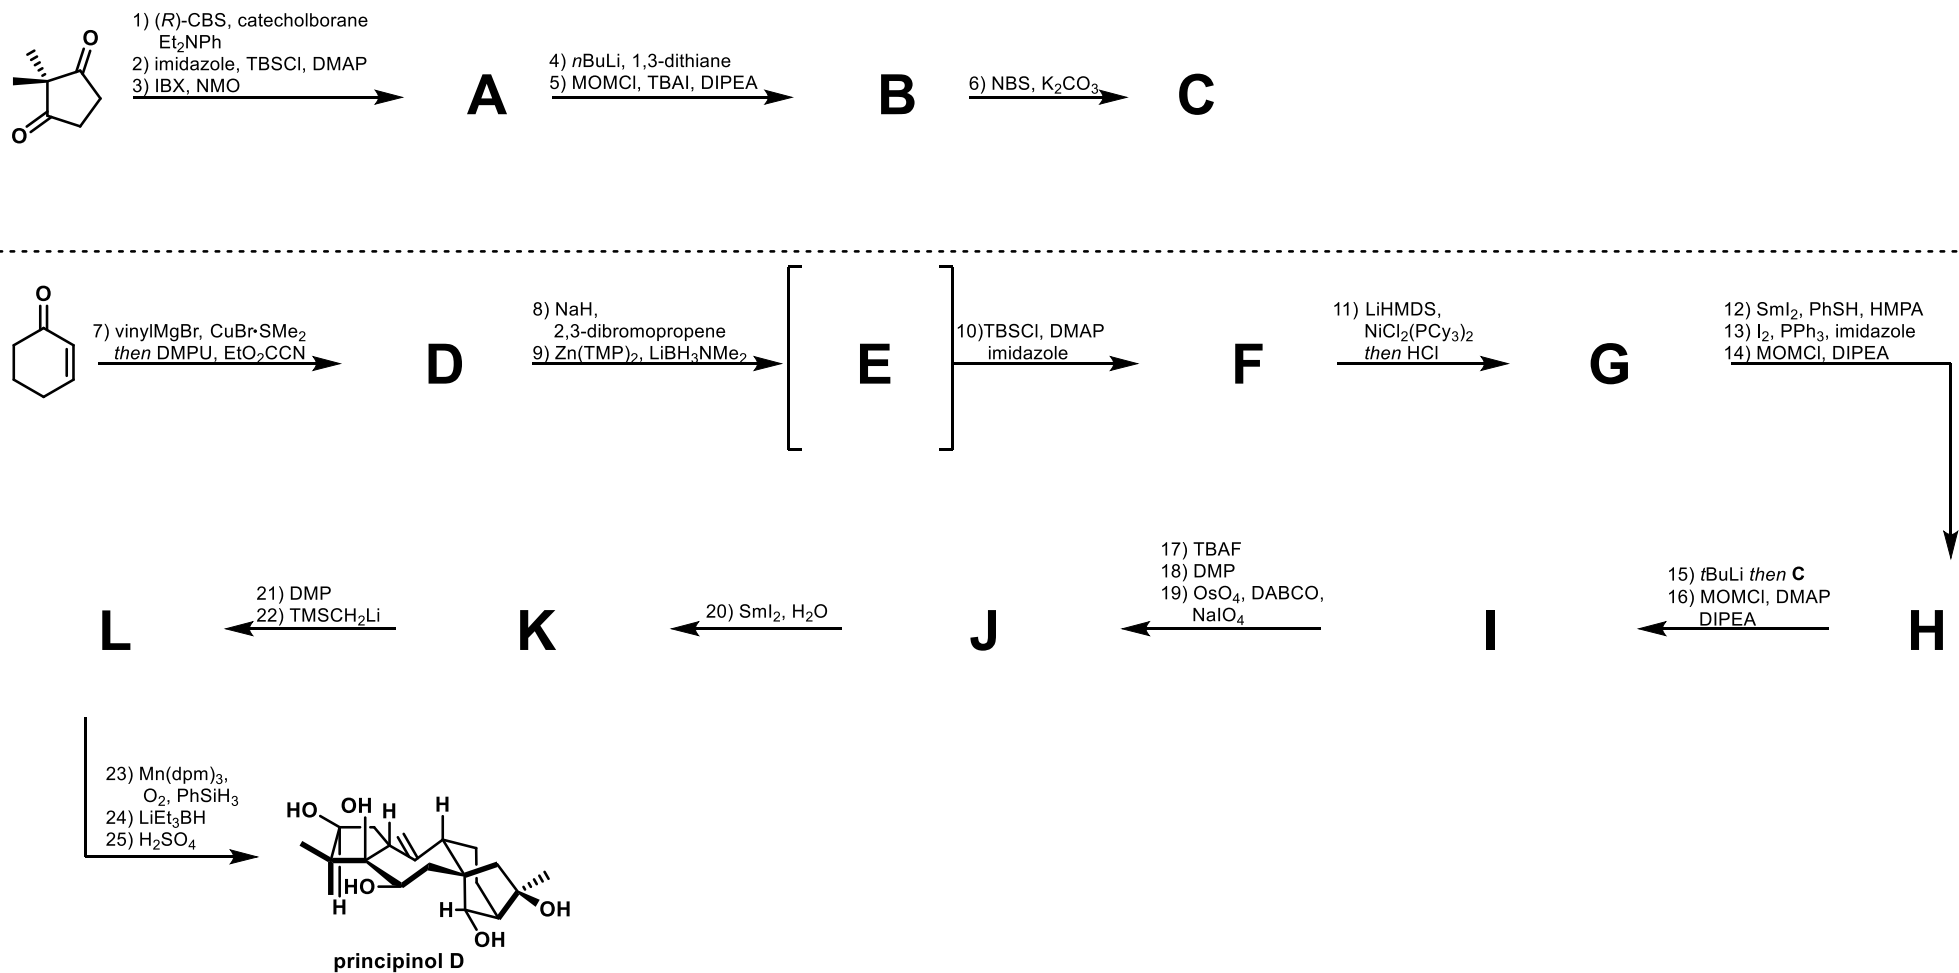 1) (R)-CBS, catecholborane
Et₂NPh
2) imidazole, TBSCl, DMAP
3) IBX, NMO
O
O
A
4) nBuLi, 1,3-dithiane
5) MOMCl, TBAI, DIPEA
B
6) NBS, K₂CO₃
C
O
7) vinylMgBr, CuBr•SMe₂
then DMPU, EtO₂CCN
D
8) NaH,
2,3-dibromopropene
9) Zn(TMP)₂, LiBH₃NMe₂
E
10)TBSCl, DMAP
imidazole
F
11) LiHMDS,
NiCl₂(PCy₃)₂
then HCl
G
12) SmI₂, PhSH, HMPA
13) I₂, PPh₃, imidazole
14) MOMCl, DIPEA
H
15) tBuLi then C
16) MOMCl, DMAP
DIPEA
I
17) TBAF
18) DMP
19) OsO₄, DABCO,
NaIO₄
J
20) SmI₂, H₂O
K
21) DMP
22) TMSCH₂Li
L
23) Mn(dpm)₃,
O₂, PhSiH₃
24) LiEt₃BH
25) H₂SO₄
HO
OH
H
H
HO
H
H
OH
OH
principinol D